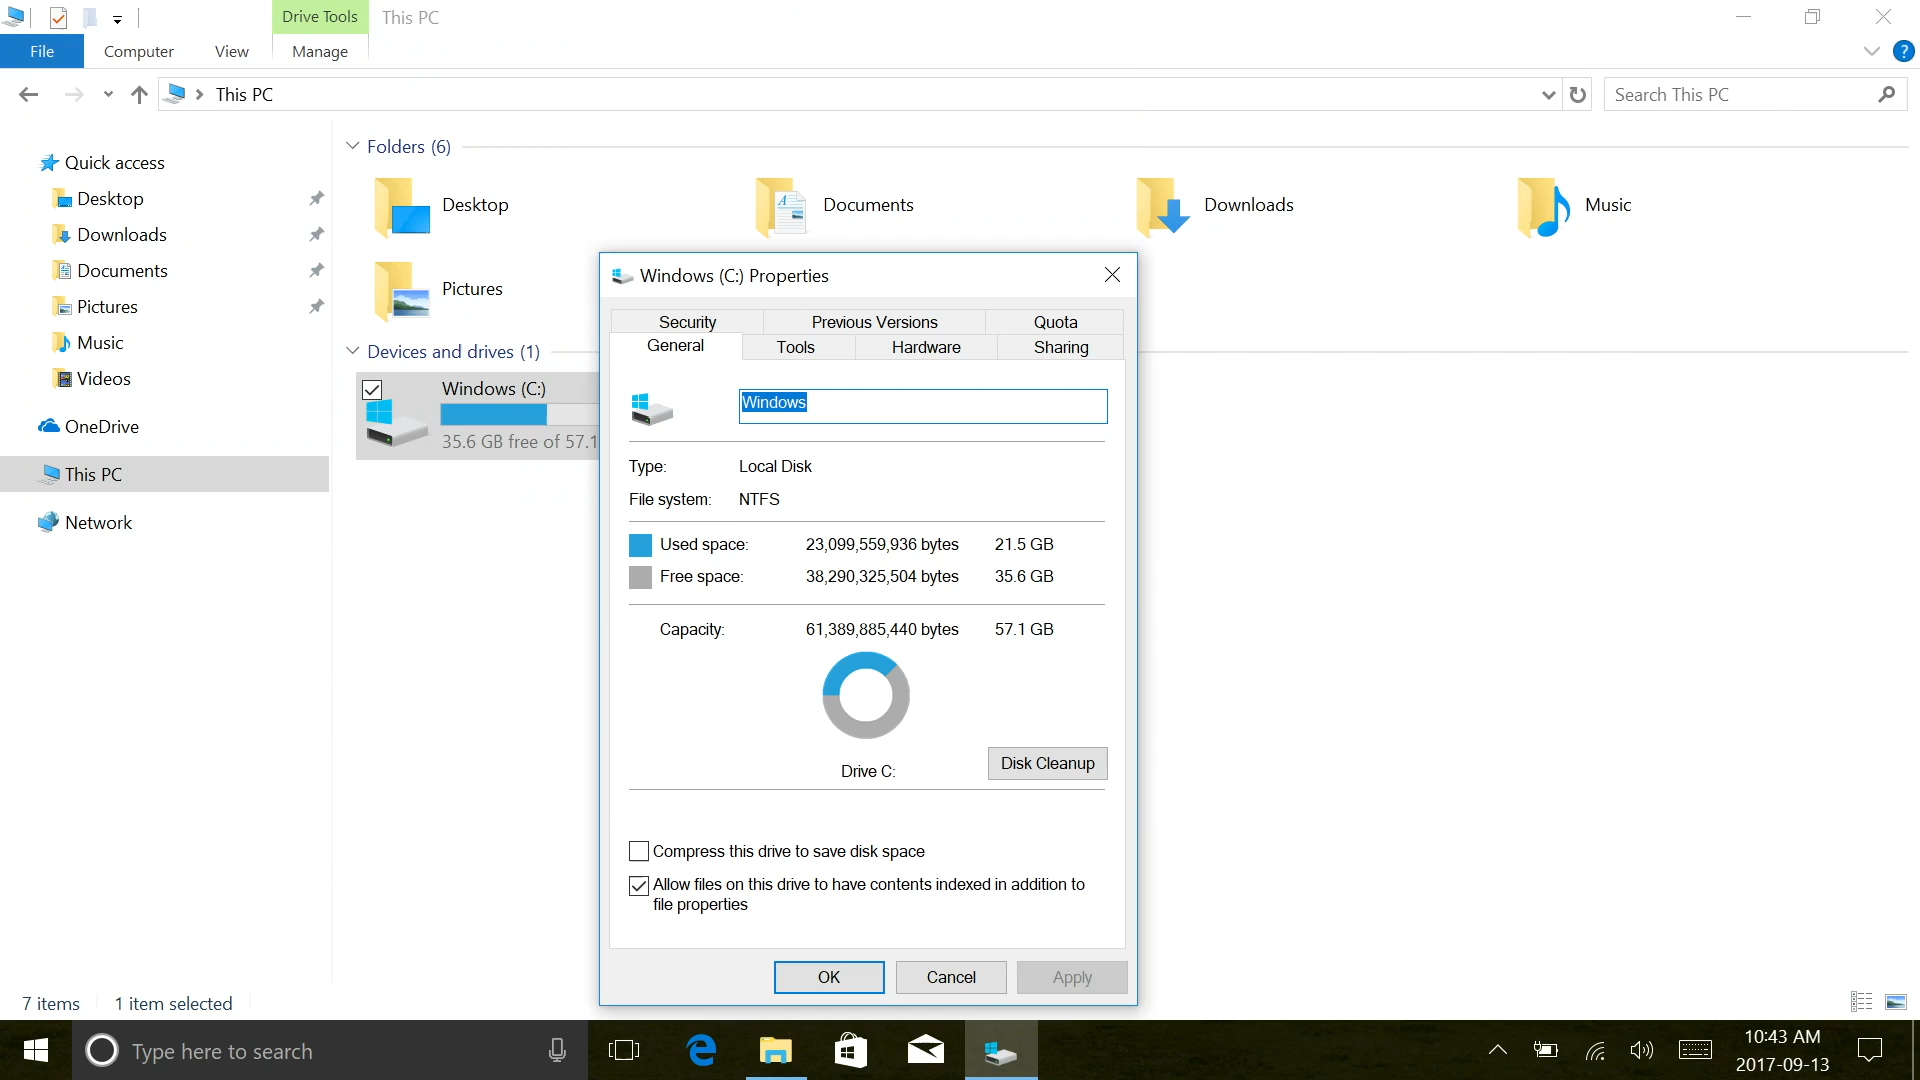 Drive Tools
This PC
File
Computer
View
Manage
?
This PC
Search This PC
Quick access
Desktop
Downloads
Documents
Pictures
Music
Videos
OneDrive
This PC
Network
Folders (6)
Desktop
Documents
Downloads
Music
Pictures
Devices and drives (1)
Windows (C:)
35.6 GB free of 57.1
Windows (C:) Properties
Security
Previous Versions
Quota
General
Tools
Hardware
Sharing
Windows
Type: Local Disk
File system: NTFS
Used space: 23,099,559,936 bytes 21.5 GB
Free space: 38,290,325,504 bytes 35.6 GB
Capacity: 61,389,885,440 bytes 57.1 GB
Drive C:
Disk Cleanup
Compress this drive to save disk space
Allow files on this drive to have contents indexed in addition to
file properties
OK
Cancel
Apply
7 items
1 item selected
Type here to search
10:43 AM
2017-09-13